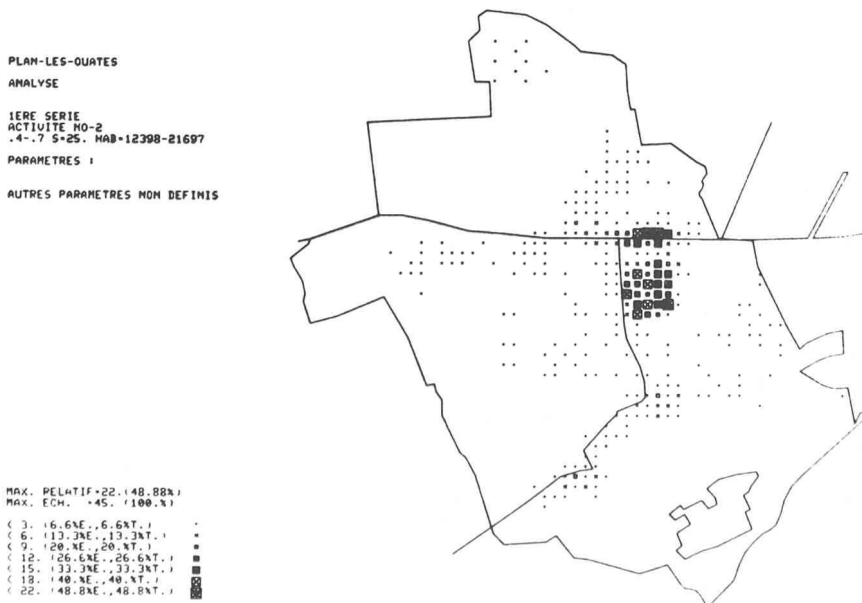 PLAN-LES-OUATES
ANALYSE
1ERE SERIE
ACTIVITE NO-2
.4-.7 S=25. HAB=12398-21697
PARAMETRES :
AUTRES PARAMETRES NON DEFINIS
MAX. RELATIF=22.(48.88%)
MAX. ECH. =45. (100.%)
< 3. (6.6%E.,6.6%T.)
< 6. (13.3%E.,13.3%T.)
< 9. (20.%E.,20.%T.)
< 12. (26.6%E.,26.6%T.)
< 15. (33.3%E.,33.3%T.)
< 18. (40.%E.,40.%T.)
< 22. (48.8%E.,48.8%T.)